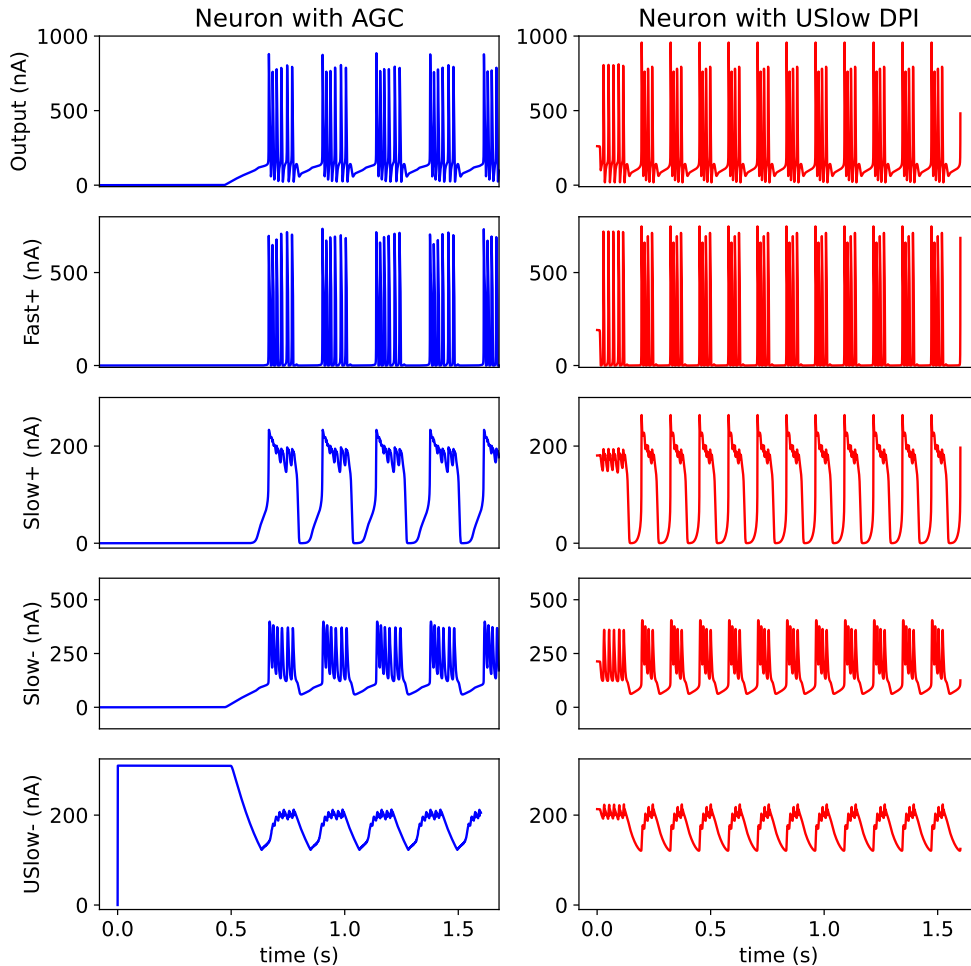 Neuron with AGC
Neuron with USlow DPI
Output (nA)
1000
500
0
1000
500
0
Fast+ (nA)
500
0
500
0
Slow+ (nA)
200
0
200
0
Slow- (nA)
500
250
0
500
250
0
USlow- (nA)
200
0
200
0
0.0 0.5 1.0 1.5
0.0 0.5 1.0 1.5
time (s)
time (s)